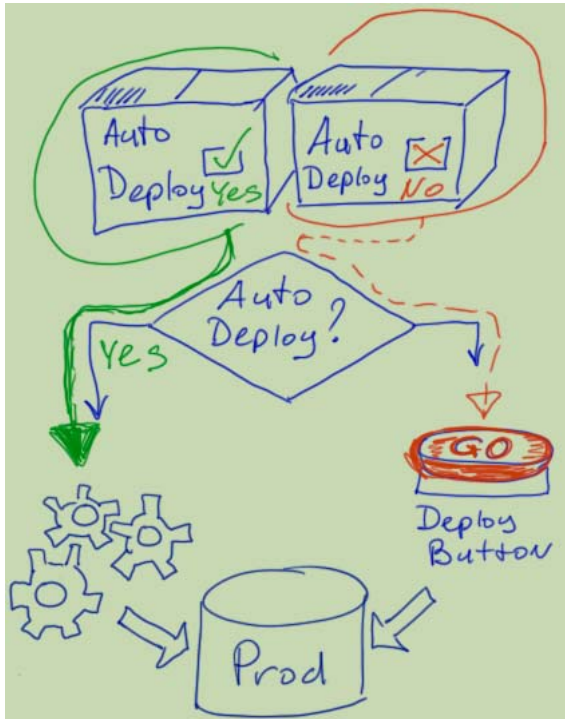 Auto
Deploy Yes
Auto
Deploy No
Auto
Deploy?
Yes
GO
Deploy
Button
Prod